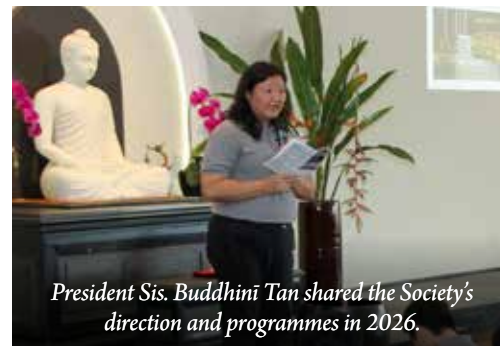 President Sis. Buddhinī Tan shared the Society's
direction and programmes in 2026.